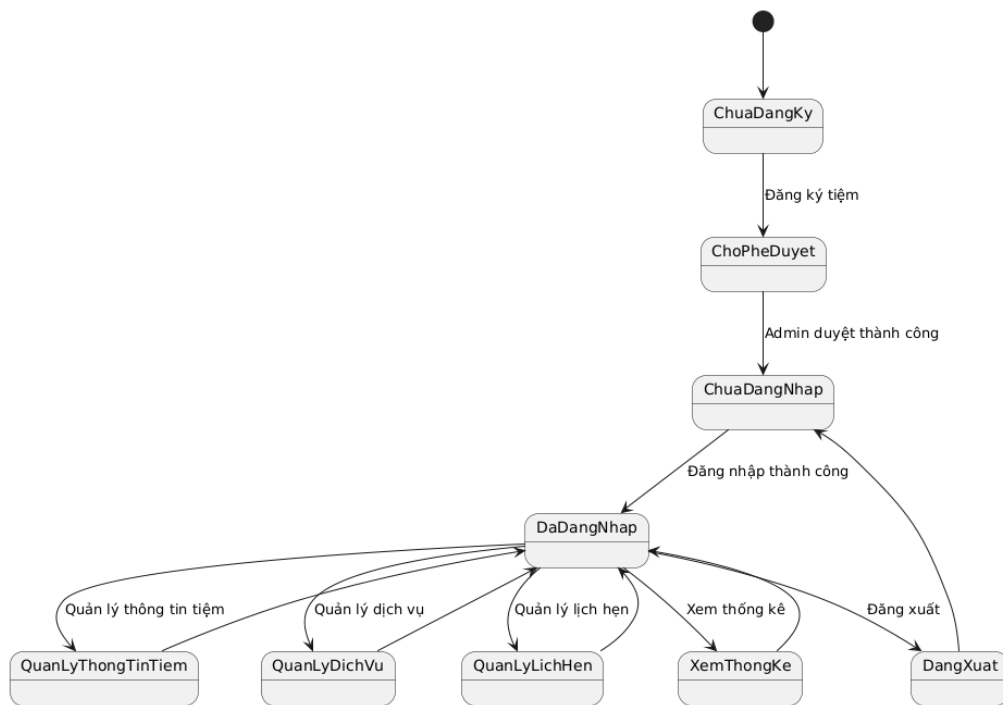 ChuaDangKy
Đăng ký tiệm
ChoPheDuyet
Admin duyệt thành công
ChuaDangNhap
Đăng nhập thành công
DaDangNhap
Quản lý thông tin tiệm
Quản lý dịch vụ
Quản lý lịch hẹn
Xem thống kê
Đăng xuất
QuanLyThongTinTiem
QuanLyDichVu
QuanLyLichHen
XemThongKe
DangXuat